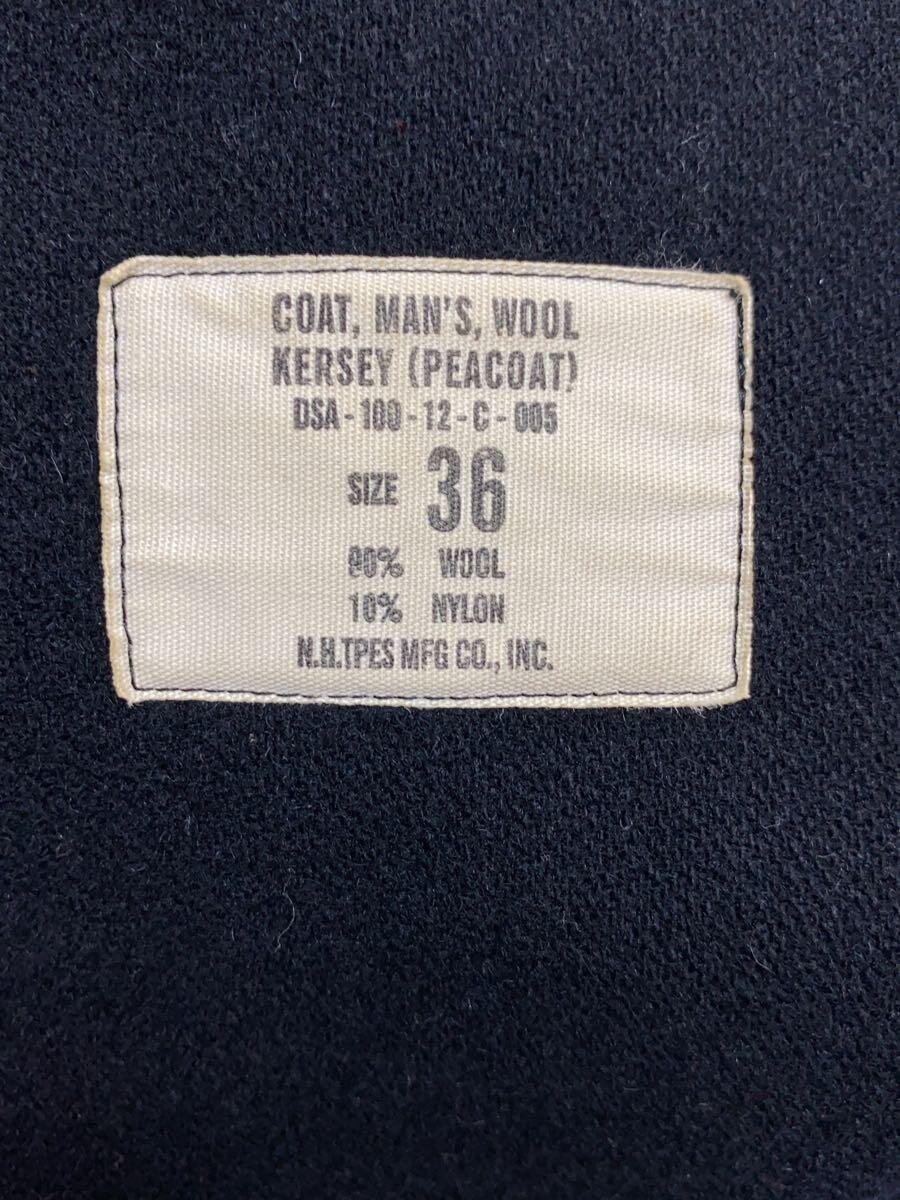 COAT, MAN'S, WOOL
KERSEY (PEACOAT)
DSA-100-12-C-005
SIZE 36
90% WOOL
10% NYLON
N.H.TPES MFG CO., INC.